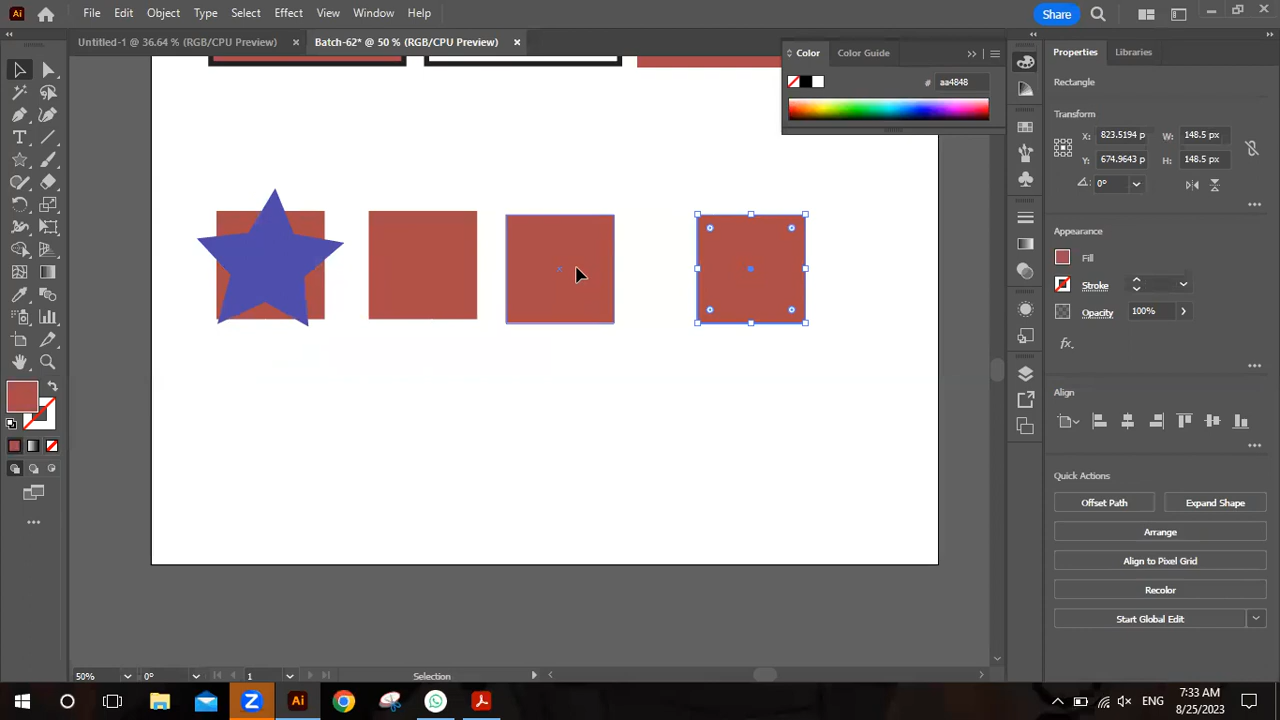 Ai File Edit Object Type Select Effect View Window Help Share
Untitled-1 @ 36.64 % (RGB/CPU Preview) Batch-62* @ 50 % (RGB/CPU Preview)
Color Color Guide
# aa4848
Properties Libraries
Rectangle
Transform
X: 823.5194 p W: 148.5 px
Y: 674.9643 p H: 148.5 px
0°
Appearance
Fill
Stroke
Opacity 100%
fx.
Align
Quick Actions
Offset Path Expand Shape
Arrange
Align to Pixel Grid
Recolor
Start Global Edit
50% 0° 1 Selection
Z Ai ENG 7:33 AM
8/25/2023